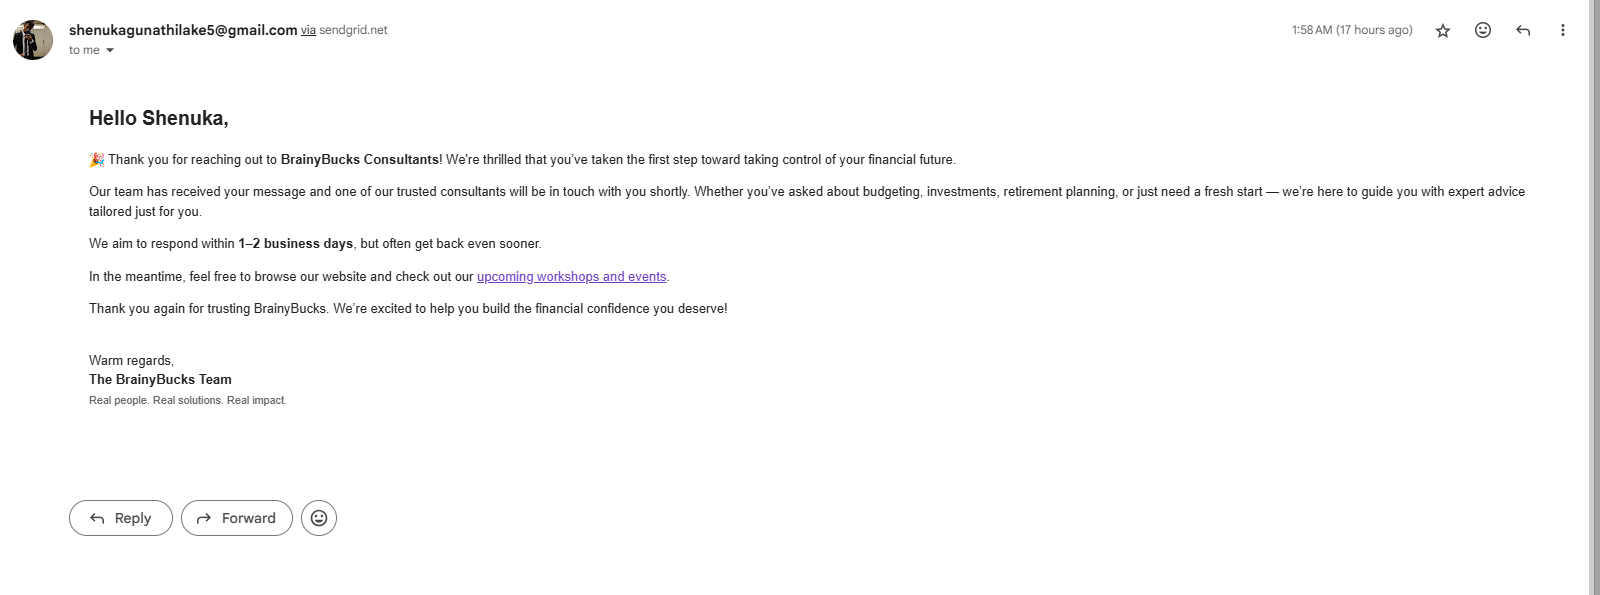 shenukagunathilake5@gmail.com via sendgrid.net
1:58 AM (17 hours ago)
to me
Hello Shenuka,
🎉 Thank you for reaching out to BrainyBucks Consultants! We’re thrilled that you’ve taken the first step toward taking control of your financial future.
Our team has received your message and one of our trusted consultants will be in touch with you shortly. Whether you’ve asked about budgeting, investments, retirement planning, or just need a fresh start — we’re here to guide you with expert advice
tailored just for you.
We aim to respond within 1–2 business days, but often get back even sooner.
In the meantime, feel free to browse our website and check out our upcoming workshops and events.
Thank you again for trusting BrainyBucks. We’re excited to help you build the financial confidence you deserve!
Warm regards,
The BrainyBucks Team
Real people. Real solutions. Real impact.
Reply
Forward